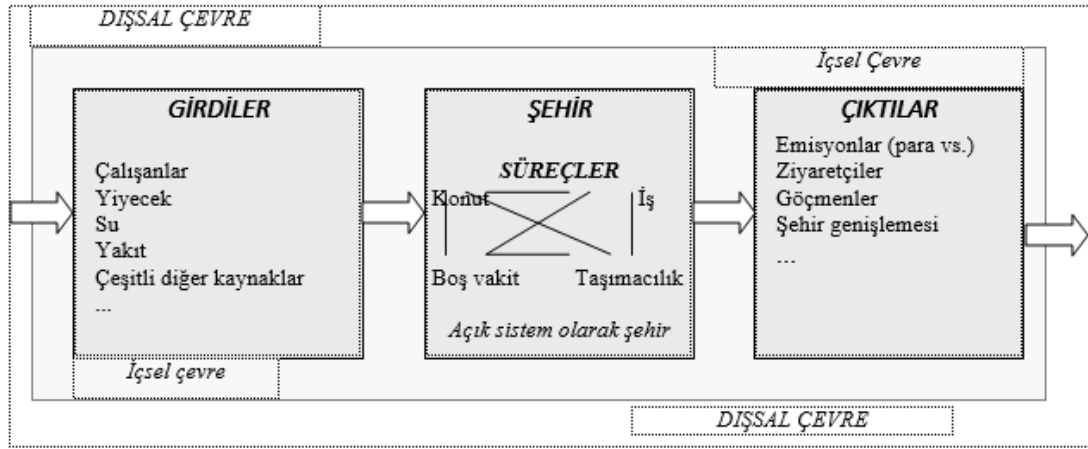 DIŞSAL ÇEVRE
İçsel Çevre
GİRDİLER
Çalışanlar
Yiyecek
Su
Yakıt
Çeşitli diğer kaynaklar
...
İçsel çevre
ŞEHİR
SÜREÇLER
Konut İş
Boş vakit Taşımacılık
Açık sistem olarak şehir
ÇIKTILAR
Emisyonlar (para vs.)
Ziyaretçiler
Göçmenler
Şehir genişlemesi
...
DIŞSAL ÇEVRE